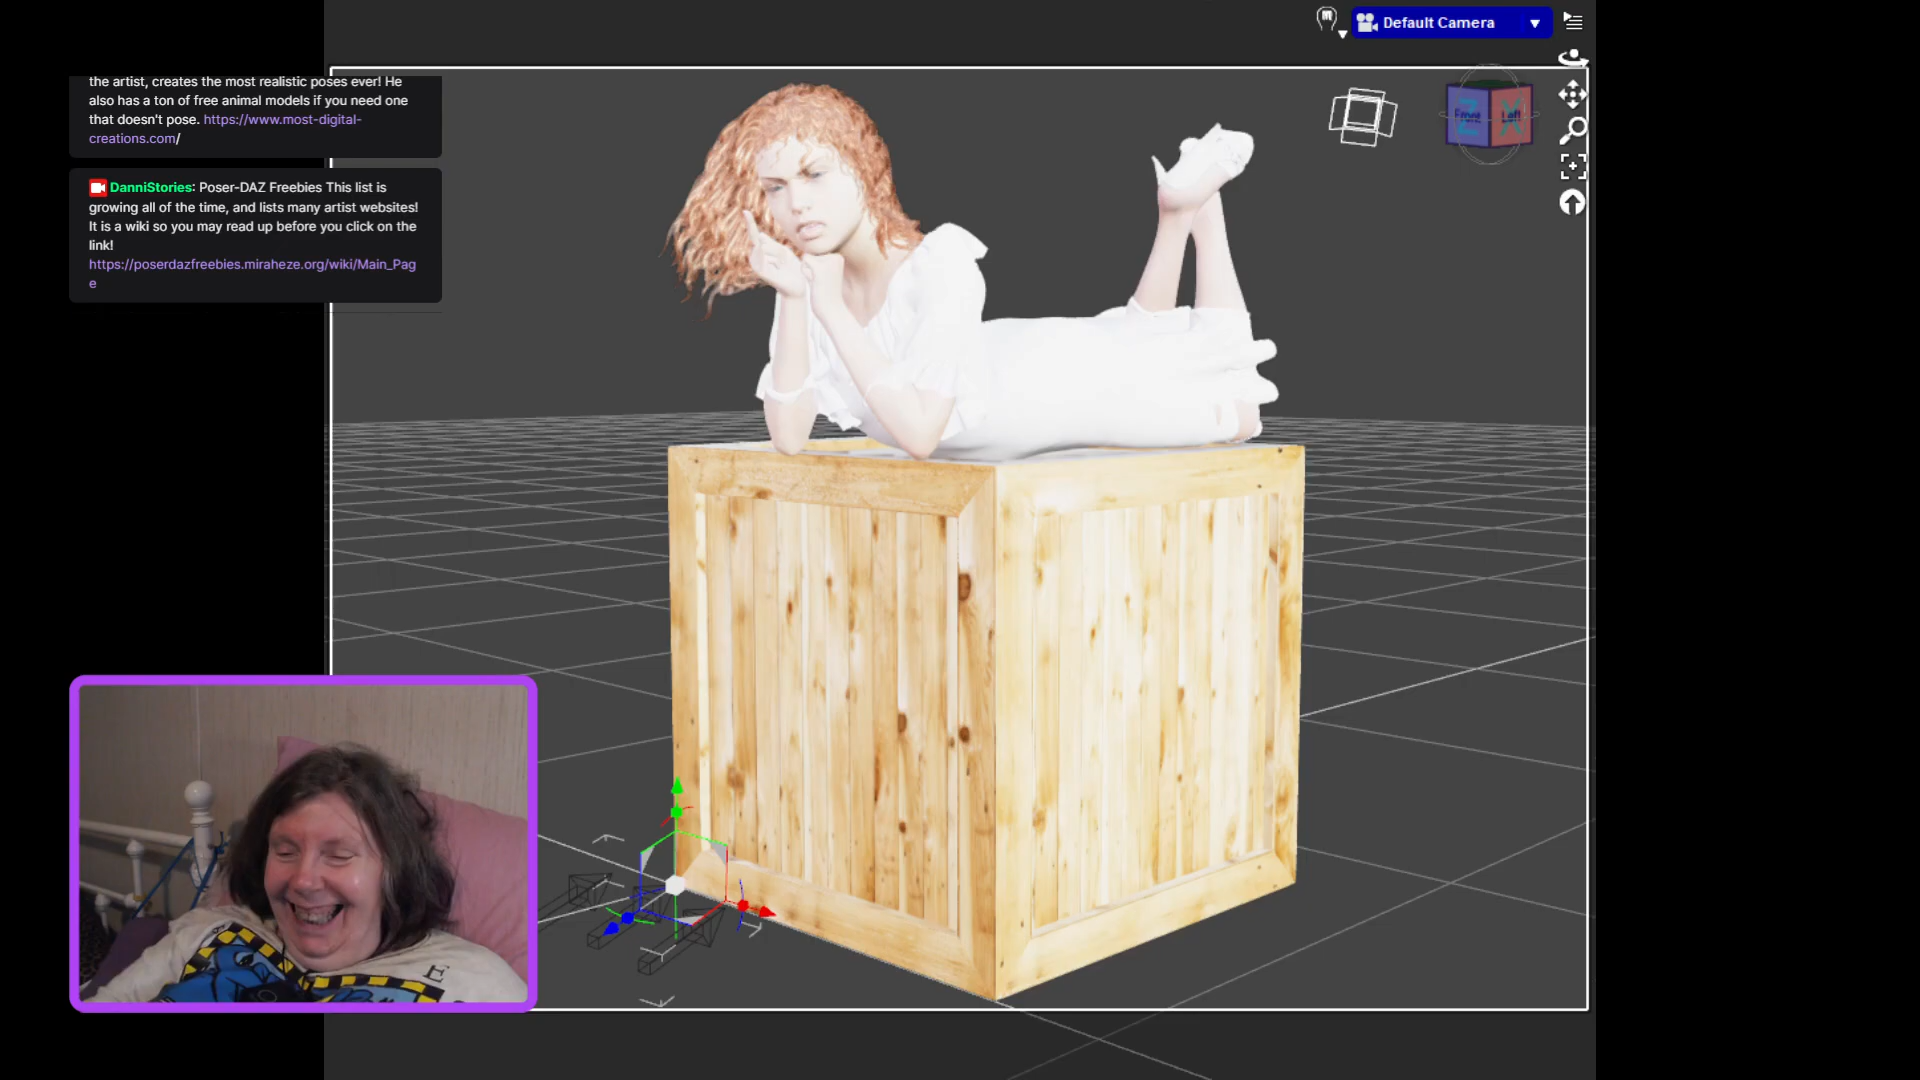 Default Camera
the artist, creates the most realistic poses ever! He
also has a ton of free animal models if you need one
that doesn't pose. https://www.most-digital-
creations.com/
DanniStories: Poser-DAZ Freebies This list is
growing all of the time, and lists many artist websites!
It is a wiki so you may read up before you click on the
link!
https://poserdazfreebies.miraheze.org/wiki/Main_Pag
e
Front
Left
Z
X
E